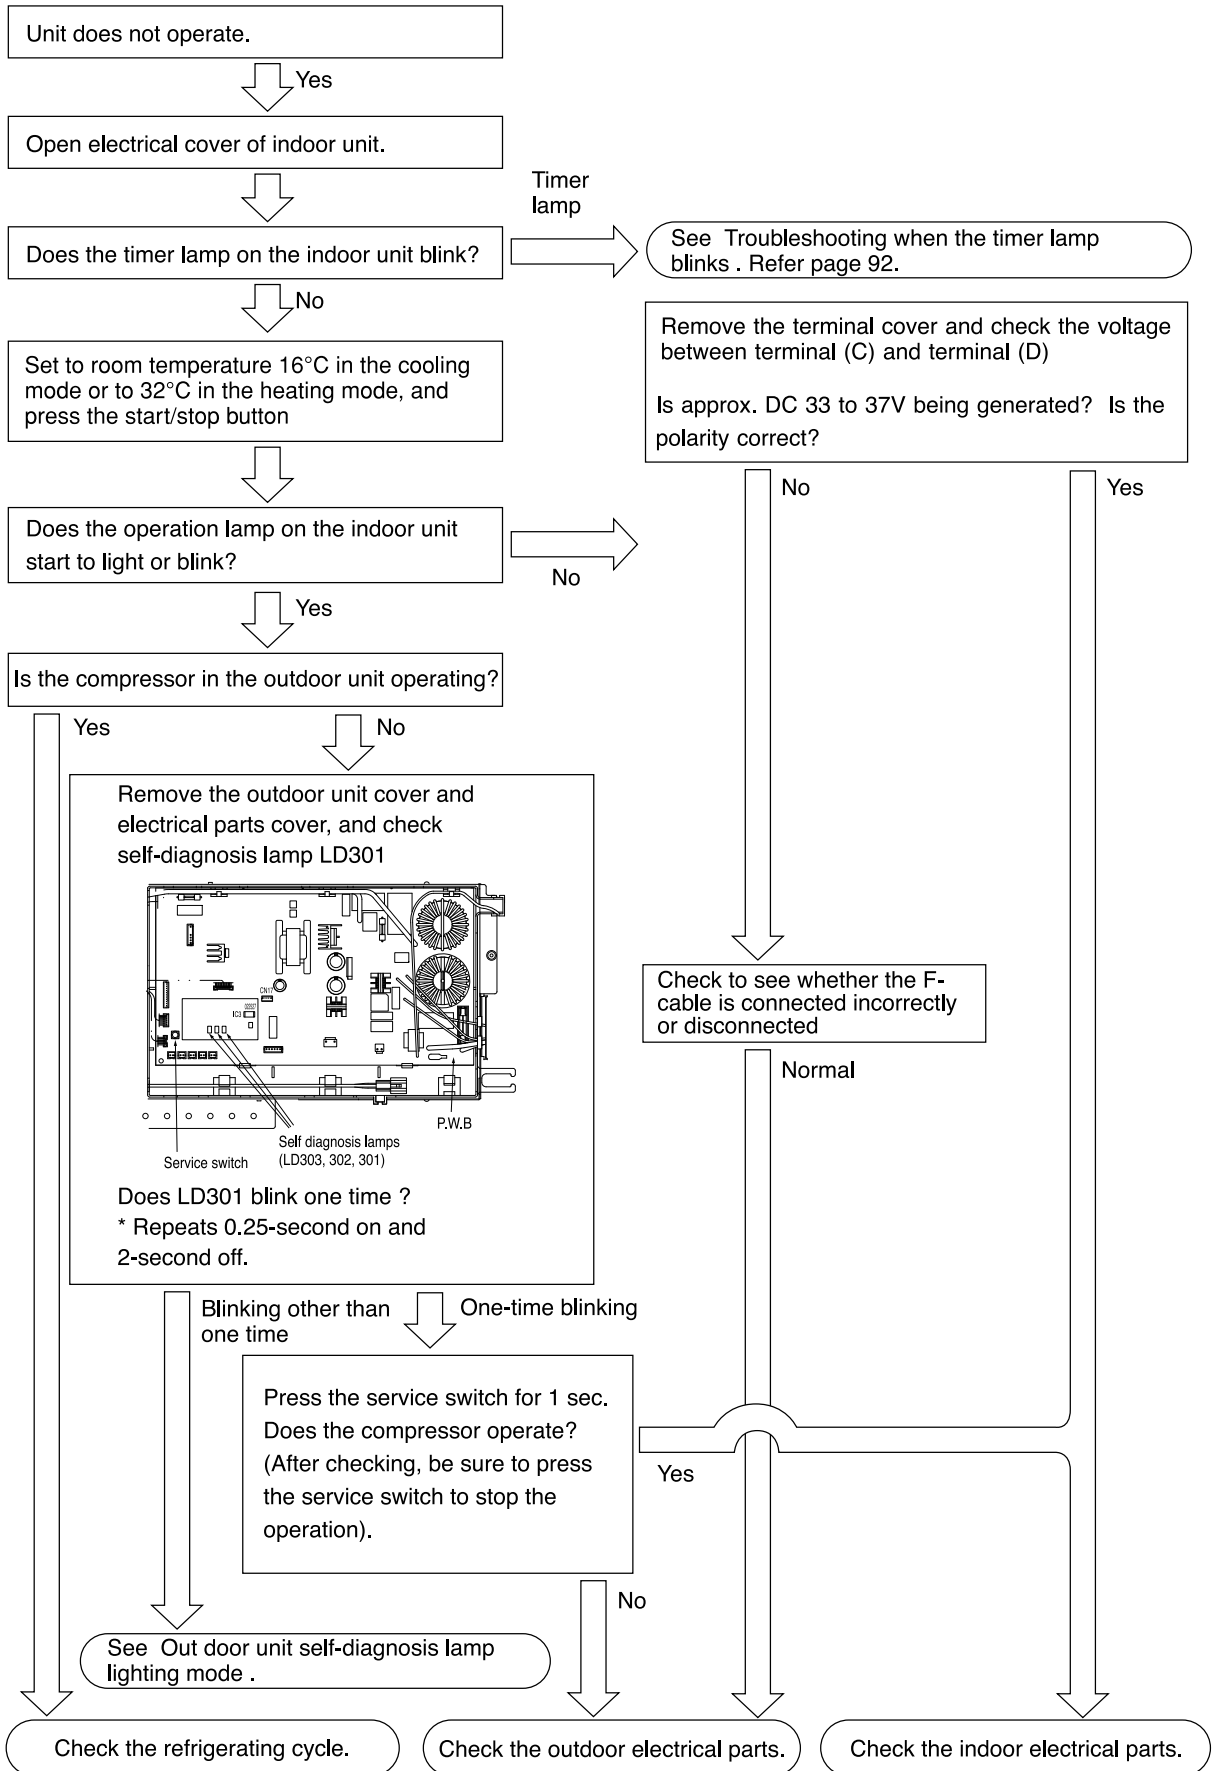 Unit does not operate.
Yes
Open electrical cover of indoor unit.
Timer
lamp
Does the timer lamp on the indoor unit blink?
See Troubleshooting when the timer lamp
blinks . Refer page 92.
No
Set to room temperature 16°C in the cooling
mode or to 32°C in the heating mode, and
press the start/stop button
Remove the terminal cover and check the voltage
between terminal (C) and terminal (D)
Is approx. DC 33 to 37V being generated? Is the
polarity correct?
No
Yes
Does the operation lamp on the indoor unit
start to light or blink?
No
Yes
Is the compressor in the outdoor unit operating?
Yes
No
Remove the outdoor unit cover and
electrical parts cover, and check
self-diagnosis lamp LD301
CN17
IC3
P.W.B
Self diagnosis lamps
(LD303, 302, 301)
Service switch
Does LD301 blink one time ?
* Repeats 0.25-second on and
2-second off.
Check to see whether the F-
cable is connected incorrectly
or disconnected
Normal
Blinking other than
one time
One-time blinking
Press the service switch for 1 sec.
Does the compressor operate?
(After checking, be sure to press
the service switch to stop the
operation).
Yes
No
See Out door unit self-diagnosis lamp
lighting mode .
Check the refrigerating cycle.
Check the outdoor electrical parts.
Check the indoor electrical parts.